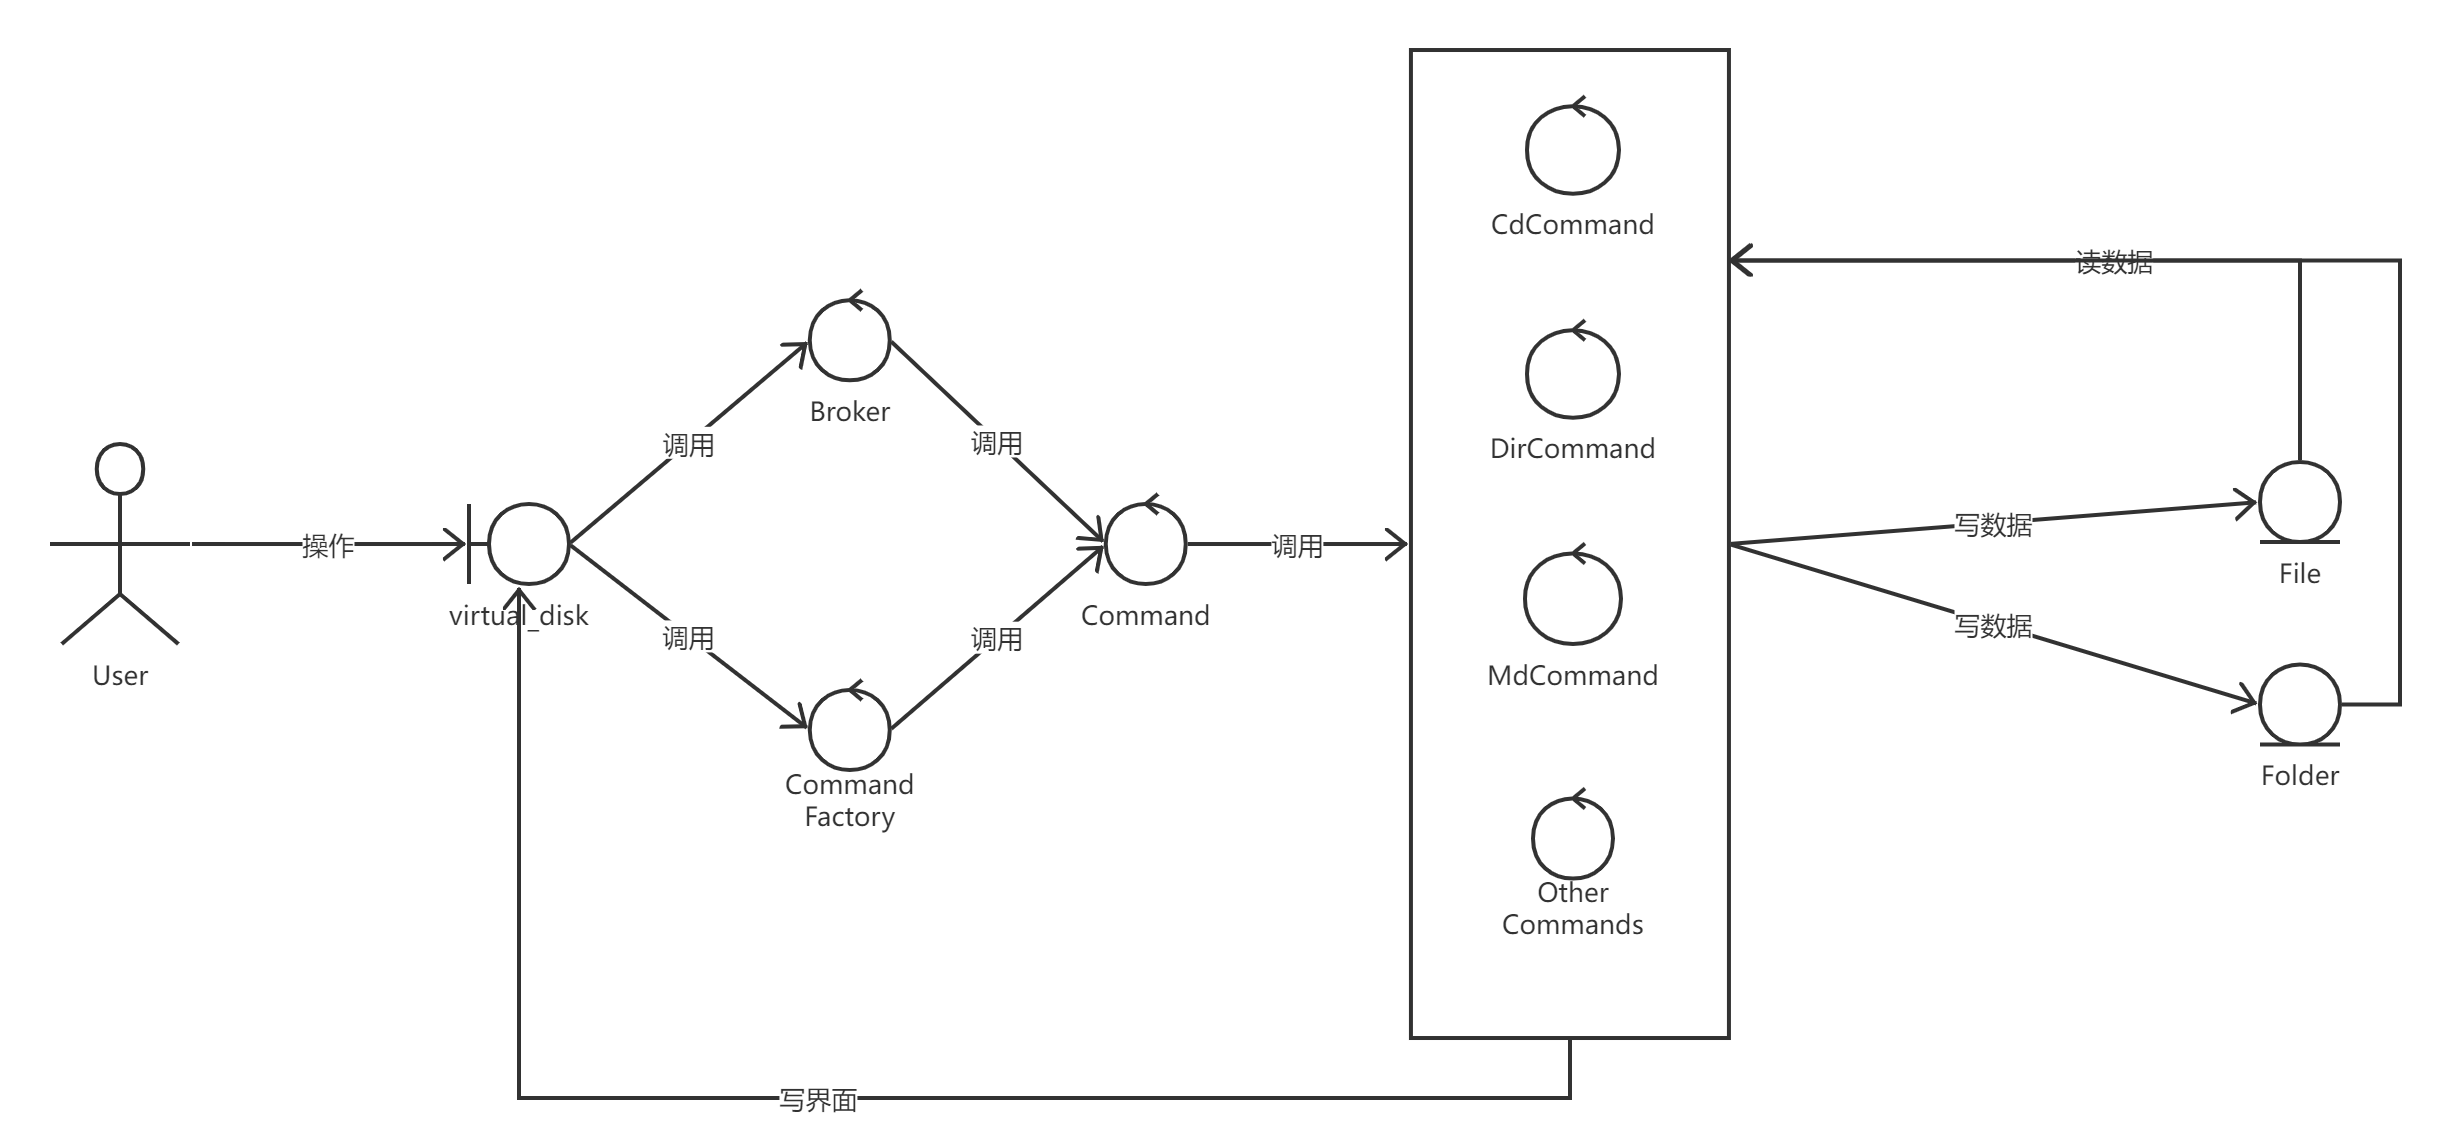 User
操作
virtual_disk
调用
调用
Broker
Command
Factory
调用
调用
Command
调用
CdCommand
DirCommand
MdCommand
Other
Commands
读数据
写数据
写数据
File
Folder
写界面